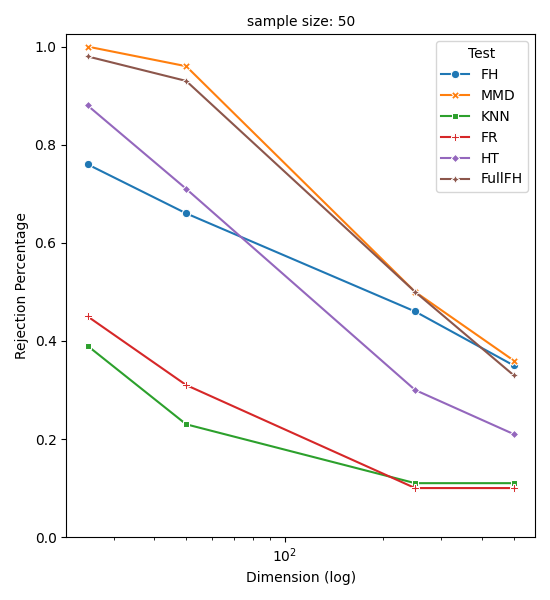 sample size: 50
Rejection Percentage
1.0
0.8
0.6
0.4
0.2
0.0
Test
FH
MMD
KNN
FR
HT
FullFH
10²
Dimension (log)